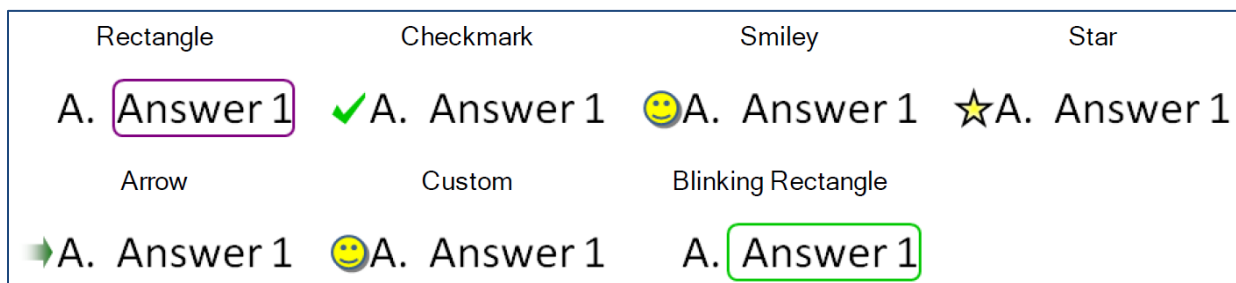 Rectangle Checkmark Smiley Star
A. Answer 1 A. Answer 1 A. Answer 1 A. Answer 1
Arrow Custom Blinking Rectangle
A. Answer 1 A. Answer 1 A. Answer 1